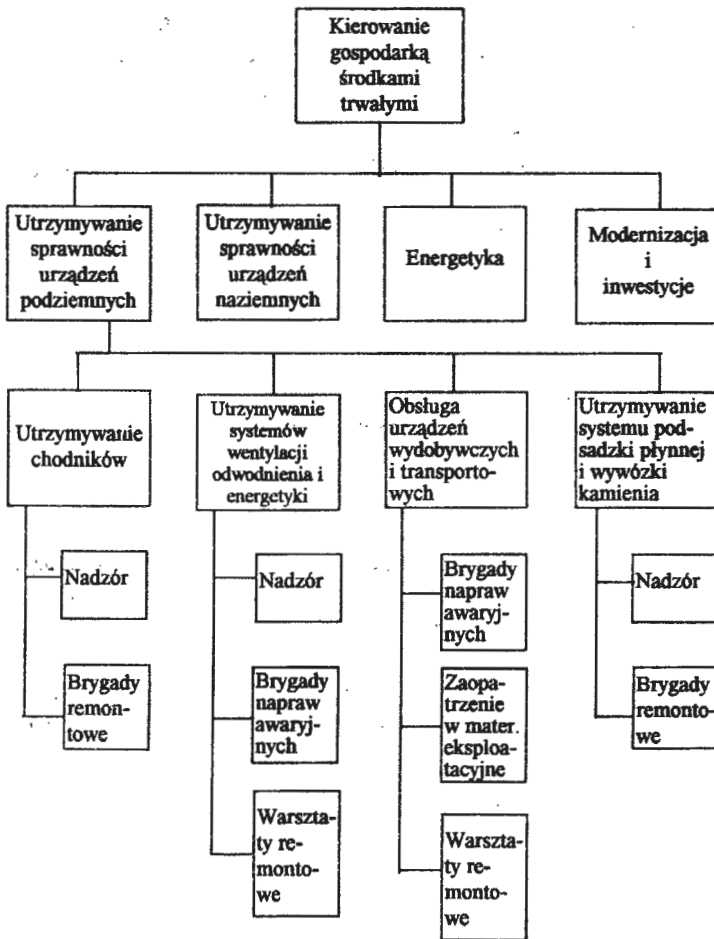 Kierowanie
gospodarką
środkami
trwałymi
Utrzymywanie
sprawności
urządzeń
podziemnych
Utrzymywanie
sprawności
urządzeń
naziemnych
Energetyka
Modernizacja
i
inwestycje
Utrzymywanie
chodników
Utrzymywanie
systemów
wentylacji
odwodnienia i
energetyki
Obsługa
urządzeń
wydobywczych
i transporto-
wych
Utrzymywanie
systemu pod-
sadzki płynnej
i wywózki
kamienia
Nadzór
Brygady
remon-
towe
Nadzór
Brygady
napraw
awaryj-
nych
Warszta-
ty re-
monto-
we
Brygady
napraw
awaryj-
nych
Zaopa-
trzenie
w mater.
eksploa-
tacyjne
Warszta-
ty re-
monto-
we
Nadzór
Brygady
remonto-
we